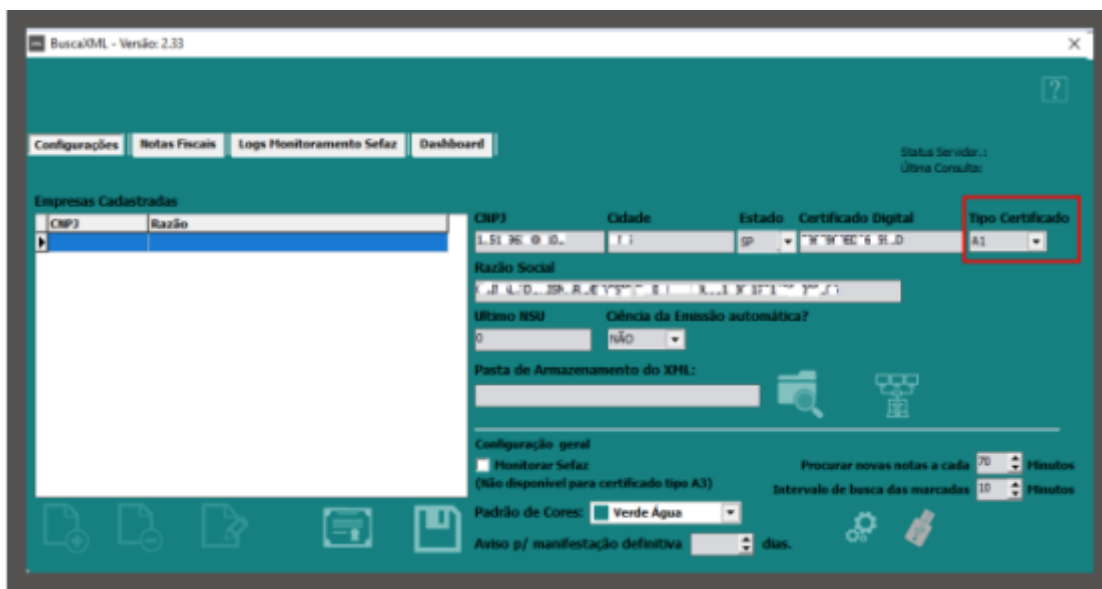 BuscaXML - Versão: 2.33
?
Configurações Notas Fiscais Logs Monitoramento Sefaz Dashboard
Status Servidor.:
Última Consulta:
Empresas Cadastradas
CNPJ Razão
CNPJ Cidade Estado Certificado Digital Tipo Certificado
SP A1
Razão Social
Ultimo NSU Ciência da Emissão automática?
0 NÃO
Pasta de Armazenamento do XML:
Configuração geral
Monitorar Sefaz
Procurar novas notas a cada 70 Minutos
(Não disponivel para certificado tipo A3)
Intervalo de busca das marcadas 10 Minutos
Padrão de Cores: Verde Água
Aviso p/ manifestação definitiva dias.